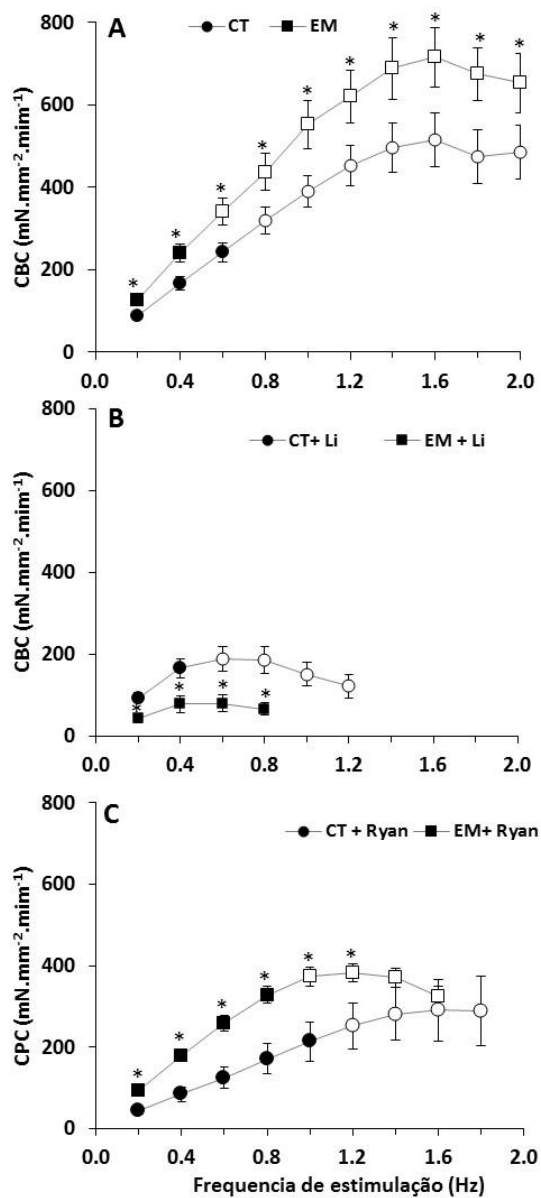 A
CT EM
800
600
400
200
0
* * * * * * * * * *
CBC (mN.mm-2.mim-1)
0.0 0.4 0.8 1.2 1.6 2.0
B
CT+ Li EM + Li
800
600
400
200
0
* * * *
CBC (mN.mm-2.mim-1)
0.0 0.4 0.8 1.2 1.6 2.0
C
CT + Ryan EM+ Ryan
800
600
400
200
0
* * * * * *
CPC (mN.mm-2.mim-1)
0.0 0.4 0.8 1.2 1.6 2.0
Frequencia de estimulação (Hz)